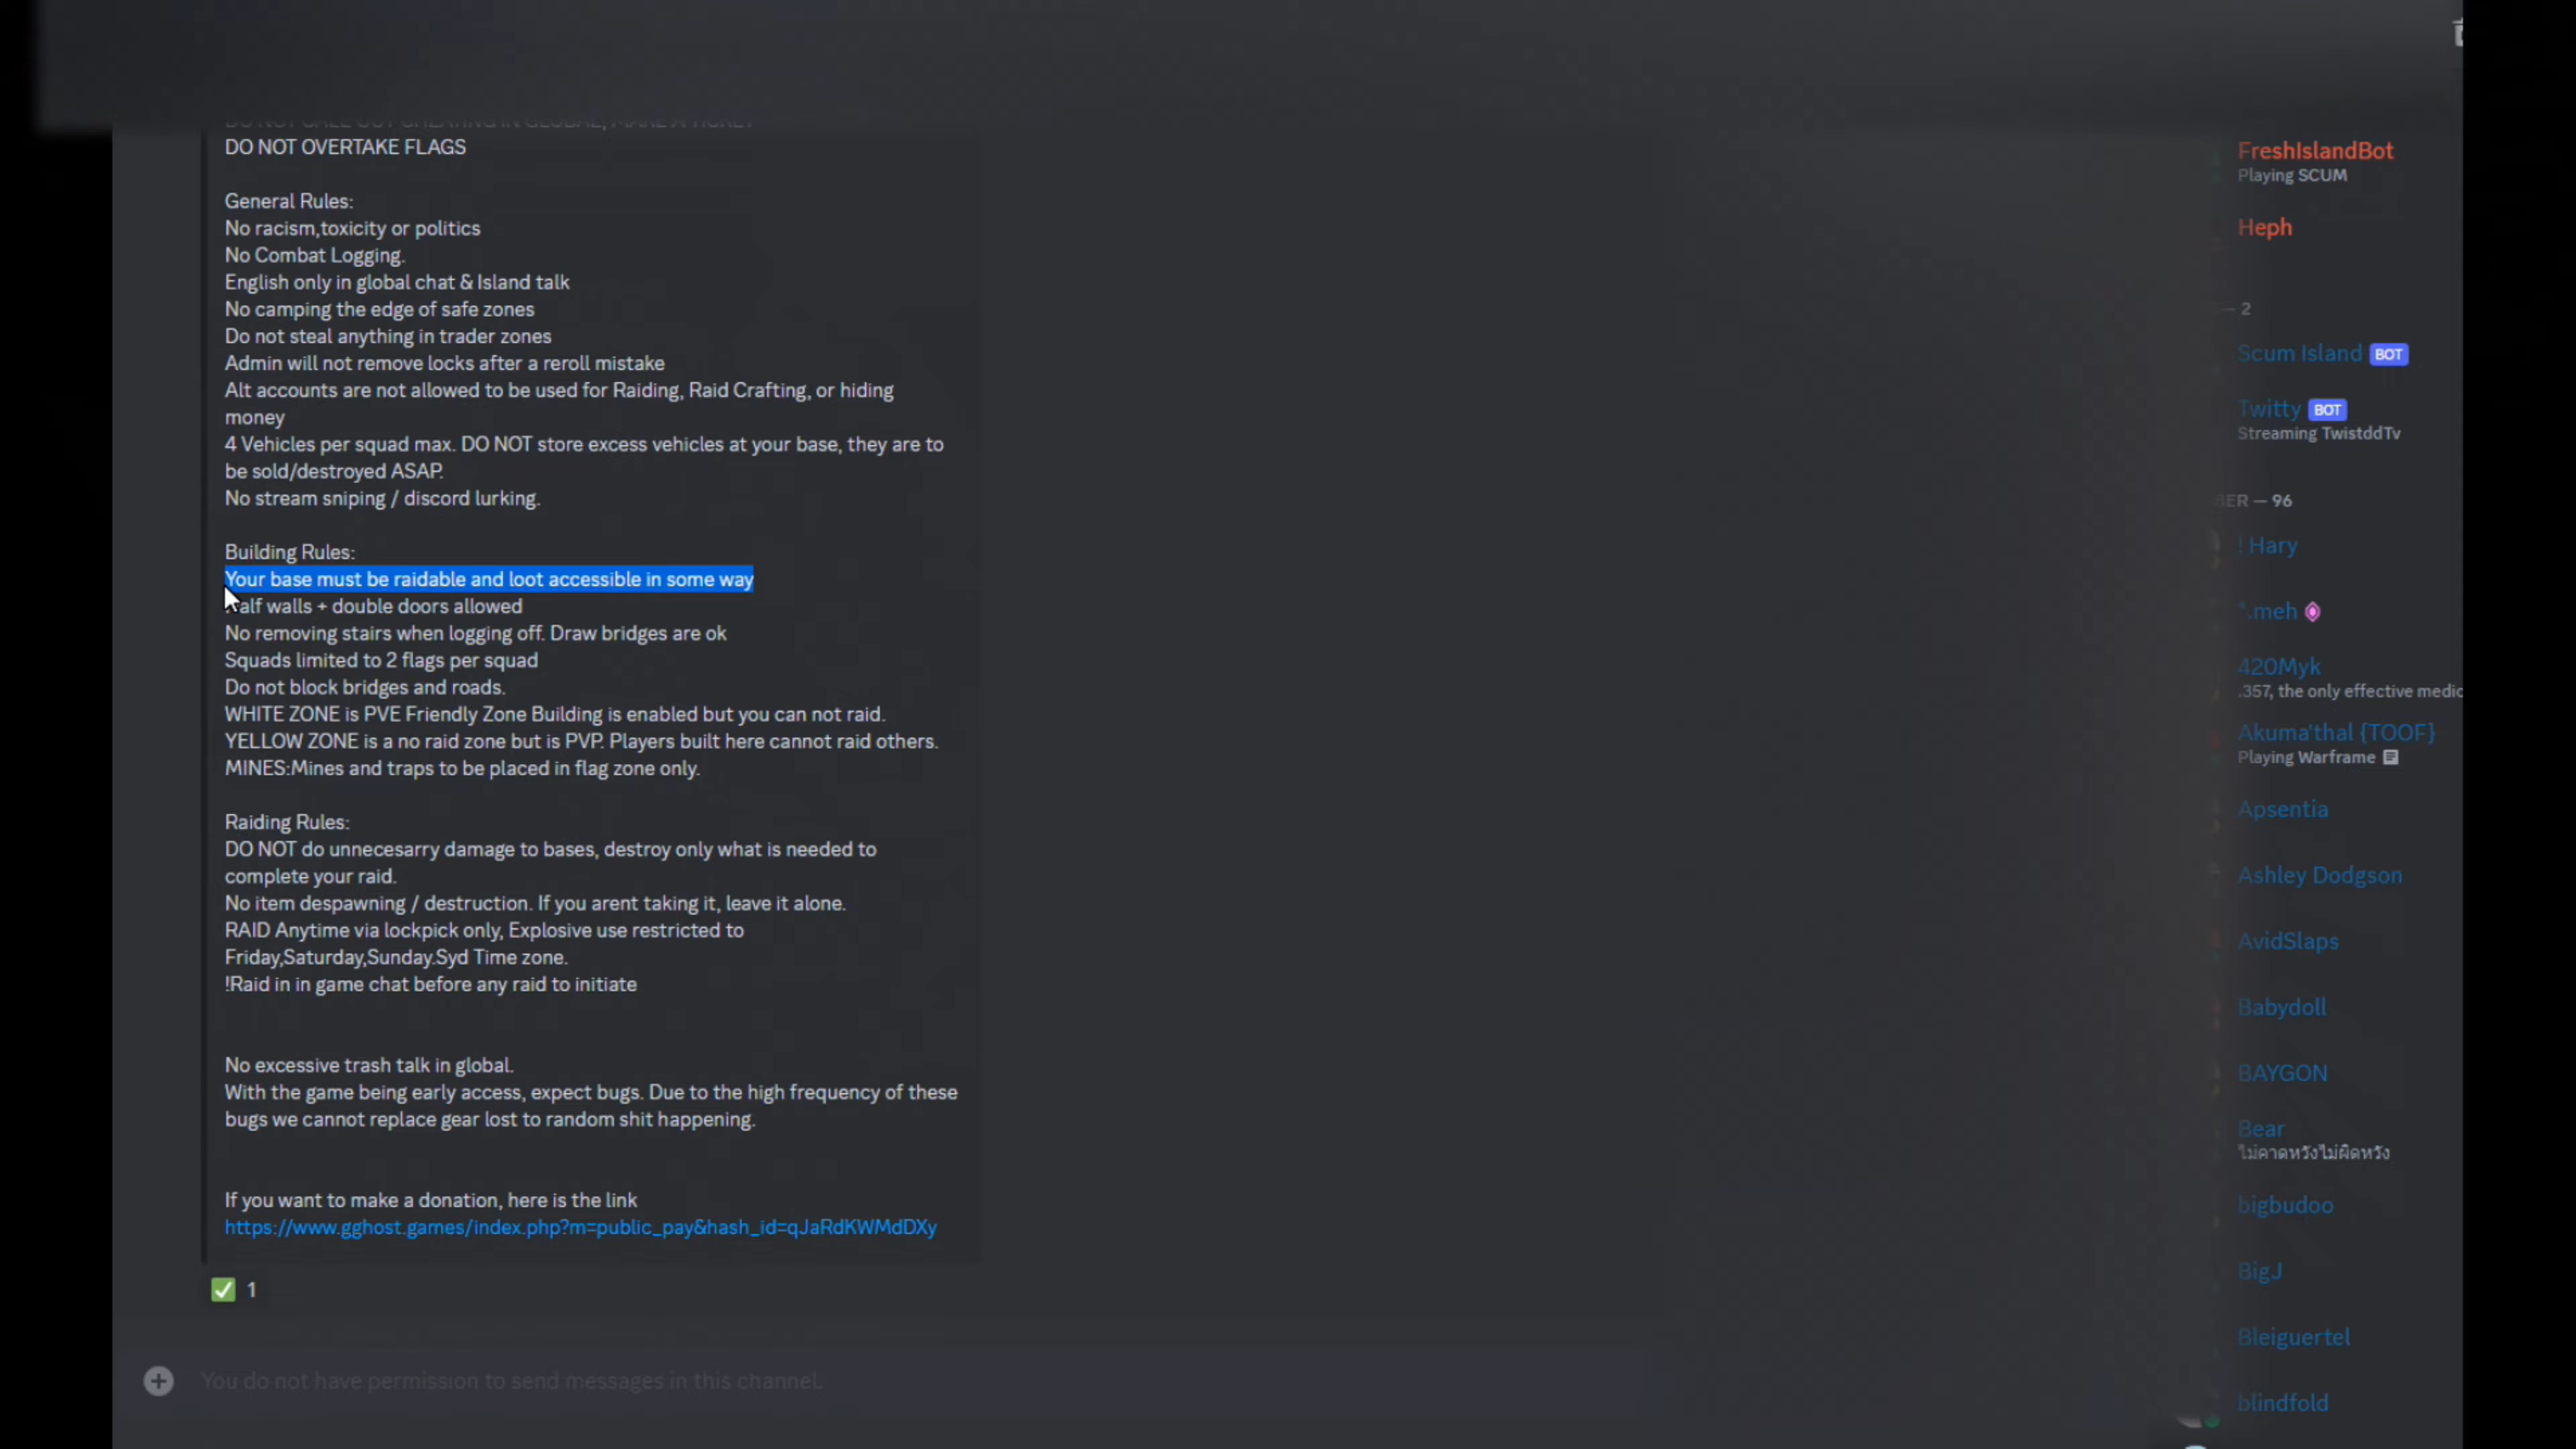 DO NOT OVERTAKE FLAGS
General Rules:
No racism,toxicity or politics
No Combat Logging.
English only in global chat & Island talk
No camping the edge of safe zones
Do not steal anything in trader zones
Admin will not remove locks after a reroll mistake
Alt accounts are not allowed to be used for Raiding, Raid Crafting, or hiding
money
4 Vehicles per squad max. DO NOT store excess vehicles at your base, they are to
be sold/destroyed ASAP.
No stream sniping / discord lurking.
Building Rules:
Your base must be raidable and loot accessible in some way
walls + double doors allowed
No removing stairs when logging off. Draw bridges are ok
Squads limited to 2 flags per squad
Do not block bridges and roads.
WHITE ZONE is PVE Friendly Zone Building is enabled but you can not raid.
YELLOW ZONE is a no raid zone but is PVP. Players built here cannot raid others.
MINES:Mines and traps to be placed in flag zone only.
Raiding Rules:
DO NOT do unnecesarry damage to bases, destroy only what is needed to
complete your raid.
No item despawning / destruction. If you arent taking it, leave it alone.
RAID Anytime via lockpick only, Explosive use restricted to
Friday,Saturday,Sunday.Syd Time zone.
!Raid in in game chat before any raid to initiate
No excessive trash talk in global.
With the game being early access, expect bugs. Due to the high frequency of these
bugs we cannot replace gear lost to random shit happening.
If you want to make a donation, here is the link
https://www.gghost.games/index.php?m=public_pay&hash_id=qJaRdKWMdDXy
1
You do not have permission to send messages in this channel.
FreshIslandBot
Playing SCUM
Heph
— 2
Scum Island BOT
Twitty BOT
Streaming TwistddTv
— 96
! Hary
*.meh
420Myk
.357, the only effective medic
Akuma'thal {TOOF}
Playing Warframe
Apsentia
Ashley Dodgson
AvidSlaps
Babydoll
BAYGON
Bear
ไม่คาดหวังไม่ผิดหวัง
bigbudoo
BigJ
Bleiguertel
blindfold